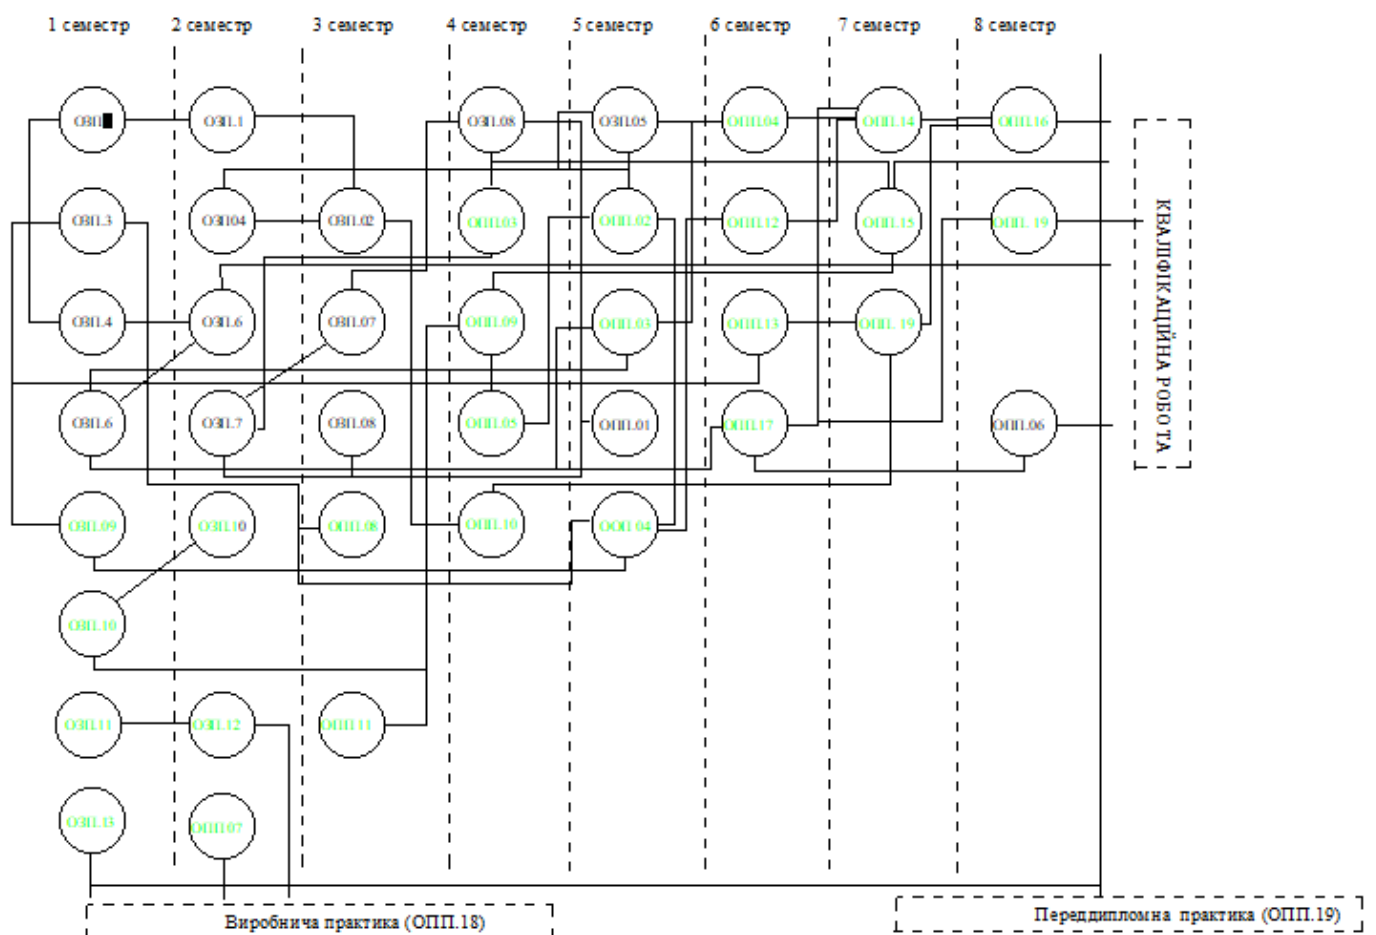 1 семестр 2 семестр 3 семестр 4 семестр 5 семестр 6 семестр 7 семестр 8 семестр
ОЗП ОЗП.1 ОЗП.08 ОЗП.05 ОПП.04 ОПП.14 ОПП.16
ОЗП.3 ОЗП04 ОЗП.02 ОПП.03 ОПП.02 ОПП.12 ОПП.15 ОПП. 19
ОЗП.4 ОЗП.6 ОЗП.07 ОПП.09 ОПП.03 ОПП.13 ОПП. 19
ОЗП.6 ОЗП.7 ОЗП.08 ОПП.05 ОПП.01 ОПП.17 ОПП.06
ОЗП.09 ОЗП.10 ОПП.08 ОПП.10 ООП.04
ОЗП.10
ОЗП.11 ОЗП.12 ОПП 11
ОЗП.13 ОПП 07
КВАЛІФІКАЦІЙНА РОБОТА
Виробнича практика (ОПП.18)
Переддипломна практика (ОПП.19)